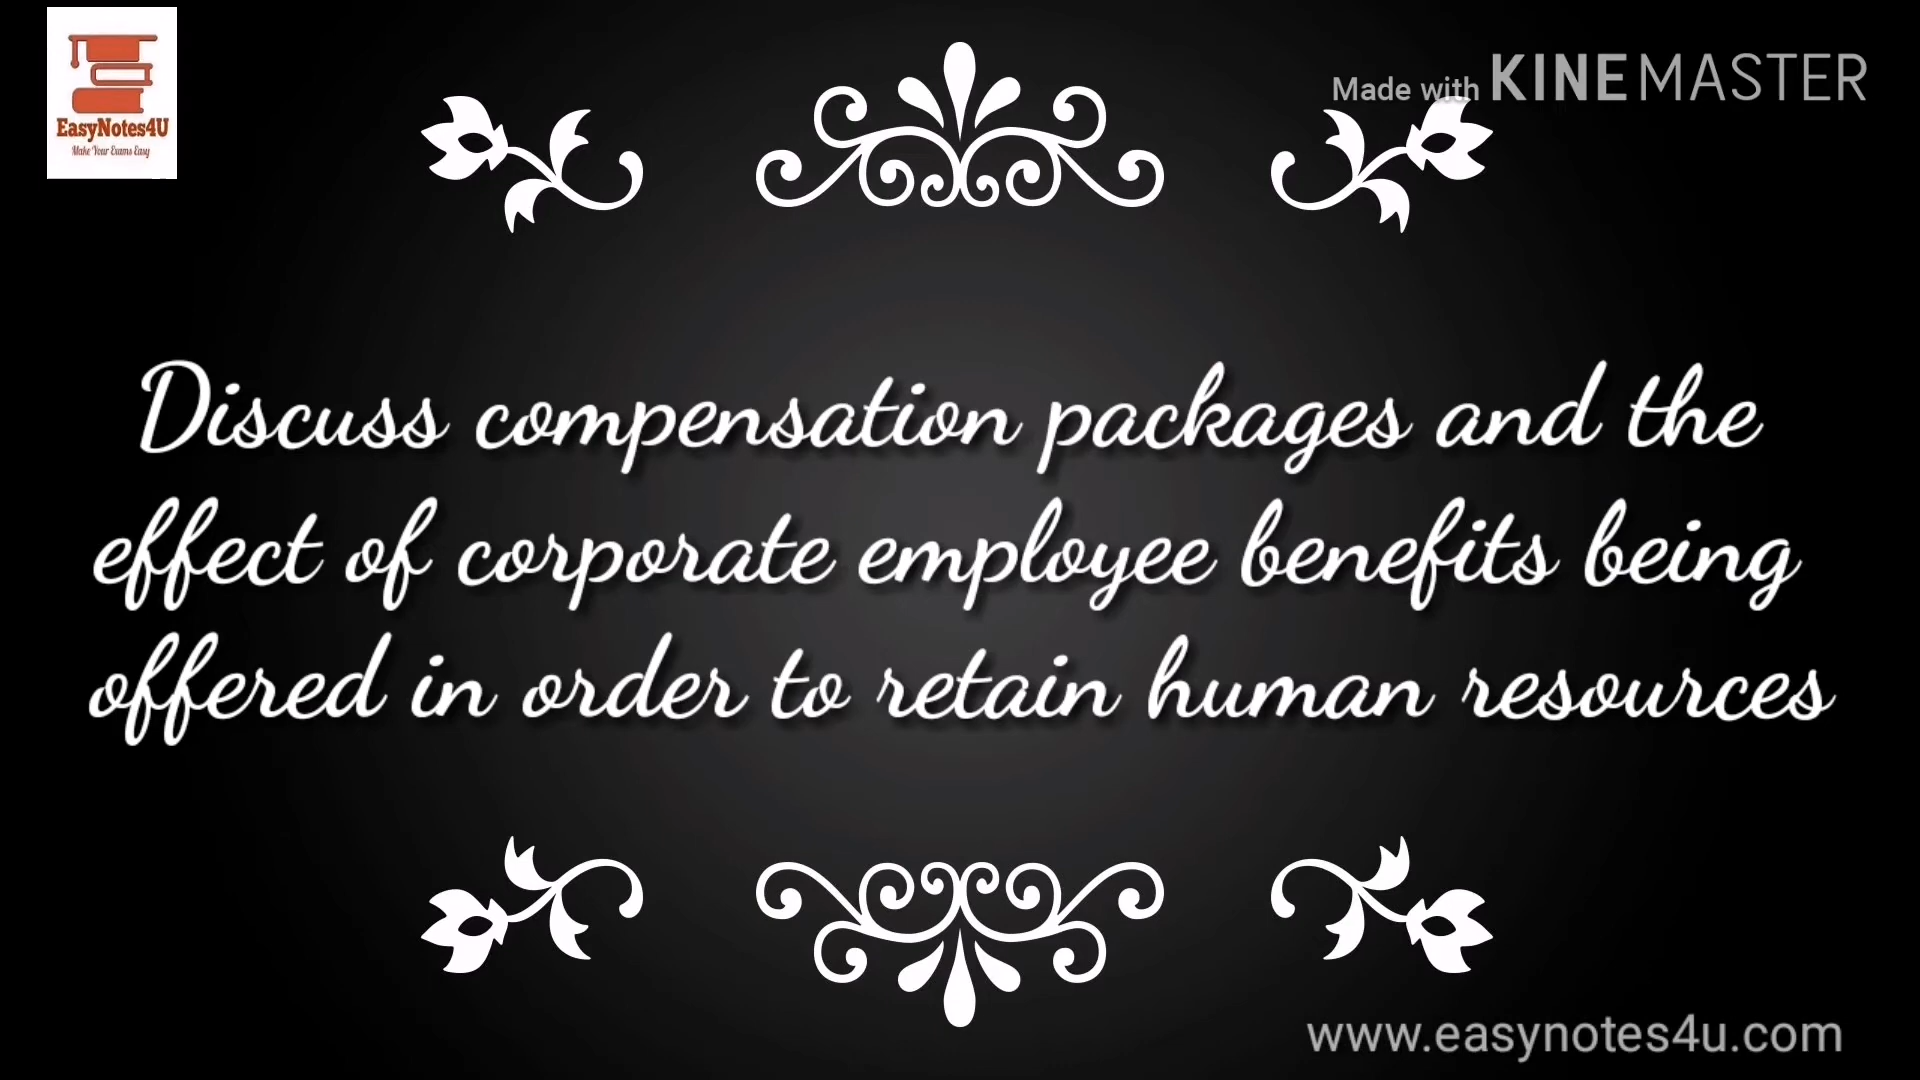 EasyNotes4U
Make Your Exams Easy
Made with KINEMASTER
Discuss compensation packages and the
effect of corporate employee benefits being
offered in order to retain human resources
www.easynotes4u.com